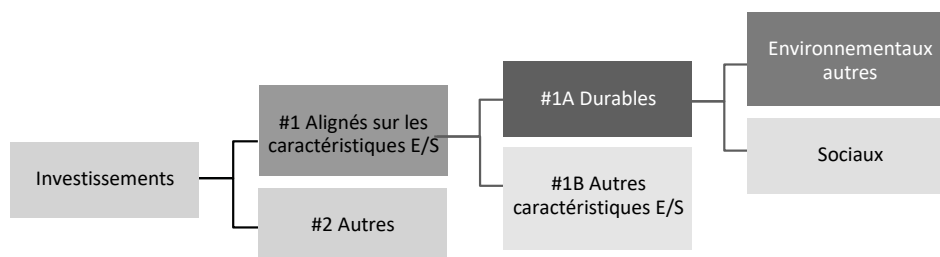 Investissements
#1 Alignés sur les
caractéristiques E/S
#2 Autres
#1A Durables
#1B Autres
caractéristiques E/S
Environnementaux
autres
Sociaux